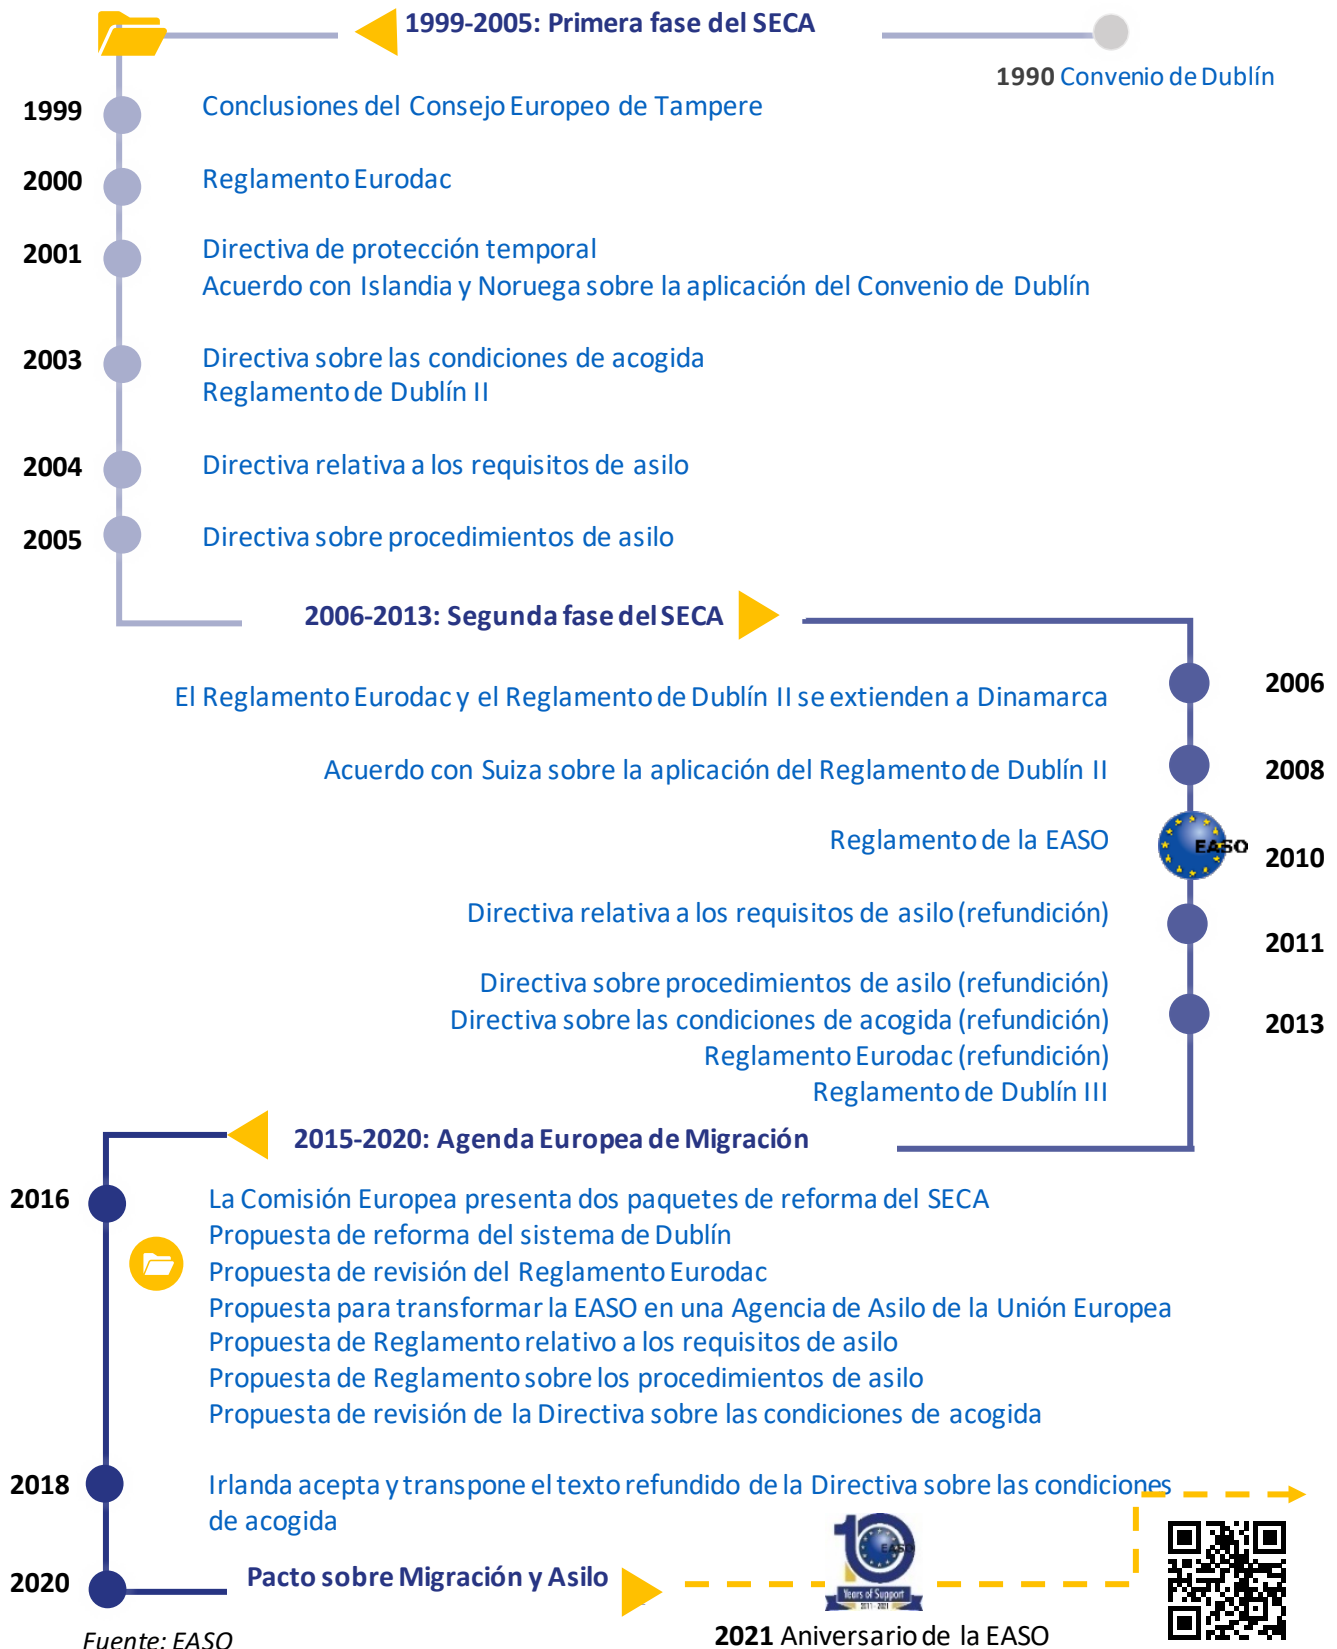 1999-2005: Primera fase del SECA
1990 Convenio de Dublín
1999 Conclusiones del Consejo Europeo de Tampere
2000 Reglamento Eurodac
2001 Directiva de protección temporal
Acuerdo con Islandia y Noruega sobre la aplicación del Convenio de Dublín
2003 Directiva sobre las condiciones de acogida
Reglamento de Dublín II
2004 Directiva relativa a los requisitos de asilo
2005 Directiva sobre procedimientos de asilo
2006-2013: Segunda fase del SECA
El Reglamento Eurodac y el Reglamento de Dublín II se extienden a Dinamarca 2006
Acuerdo con Suiza sobre la aplicación del Reglamento de Dublín II 2008
Reglamento de la EASO EASO 2010
Directiva relativa a los requisitos de asilo (refundición) 2011
Directiva sobre procedimientos de asilo (refundición)
Directiva sobre las condiciones de acogida (refundición) 2013
Reglamento Eurodac (refundición)
Reglamento de Dublín III
2015-2020: Agenda Europea de Migración
2016 La Comisión Europea presenta dos paquetes de reforma del SECA
Propuesta de reforma del sistema de Dublín
Propuesta de revisión del Reglamento Eurodac
Propuesta para transformar la EASO en una Agencia de Asilo de la Unión Europea
Propuesta de Reglamento relativo a los requisitos de asilo
Propuesta de Reglamento sobre los procedimientos de asilo
Propuesta de revisión de la Directiva sobre las condiciones de acogida
2018 Irlanda acepta y transpone el texto refundido de la Directiva sobre las condiciones
de acogida
2020 Pacto sobre Migración y Asilo
10
EASO
Years of Support
2011 - 2021
2021 Aniversario de la EASO
Fuente: EASO